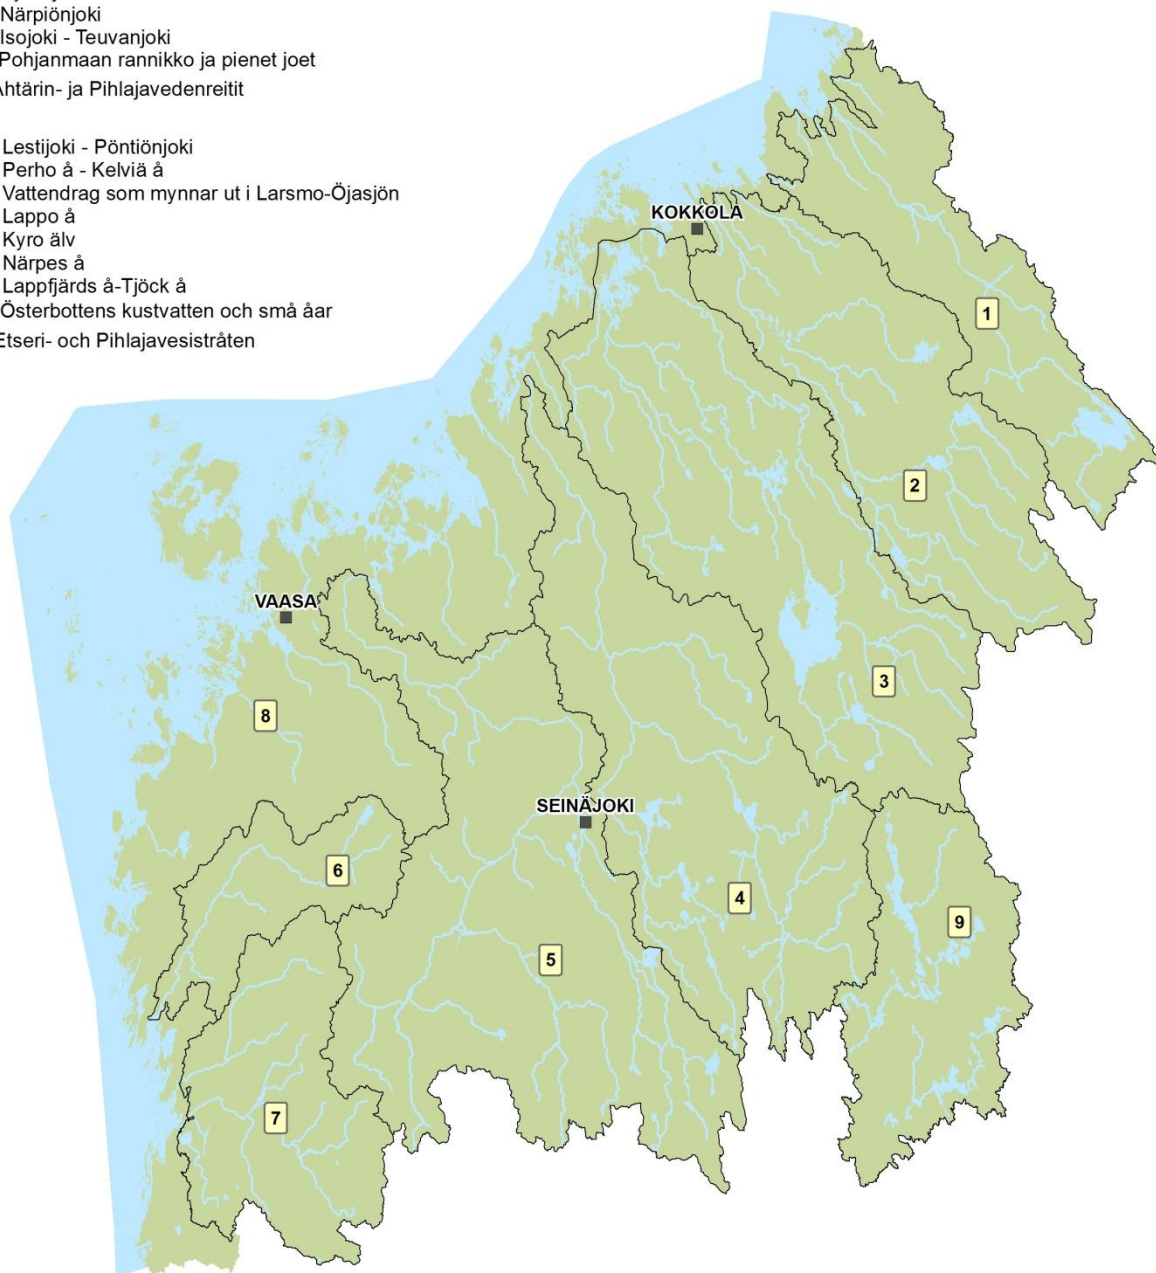 Närpiönjoki
Isojoki - Teuvanjoki
Pohjanmaan rannikko ja pienet joet
htärin- ja Pihlajavedenreitit
Lestijoki - Pöntiönjoki
Perho å - Kelviä å
Vattendrag som mynnar ut i Larsmo-Öjasjön
Lappo å
Kyro älv
Närpes å
Lappfjärds å-Tjöck å
Österbottens kustvatten och små åar
Etseri- och Pihlajavesistråten
KOKKOLA
1
2
VAASA
3
8
SEINÄJOKI
6
4
9
5
7